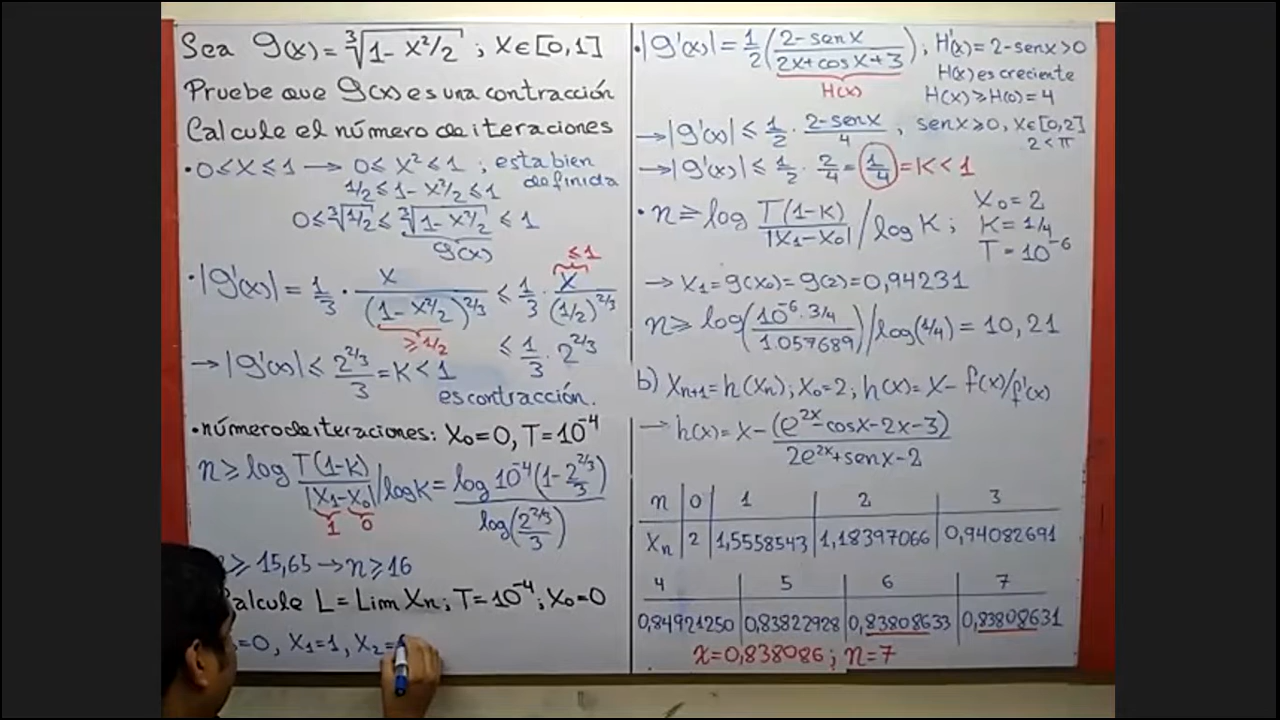 Sea g(x) = ∛(1 - x²/2) ; x ∈ [0,1]
Pruebe que g(x) es una contracción
Calcule el número de iteraciones
• 0 ≤ x ≤ 1 → 0 ≤ x² ≤ 1 ; esta bien definida
1/2 ≤ 1 - x²/2 ≤ 1
0 ≤ ∛(1/2) ≤ ∛(1 - x²/2) ≤ 1
g(x)
• |g'(x)| = 1/3 · x/(1 - x²/2)^(2/3) ≤ 1/3 · x/(1/2)^(2/3)
≤ 1
≥ 1/2
≤ 1/3 · 2^(2/3)
→ |g'(x)| ≤ 2^(2/3)/3 = K < 1
es contracción.
• número de iteraciones: x₀ = 0, T = 10⁻⁴
n ≥ log T(1-K)/|x₁ - x₀| / log K = log 10⁻⁴(1 - 2^(2/3)/3) / log(2^(2/3)/3)
1 0
≥ 15,65 → n ≥ 16
alcule L = Lim xₙ ; T = 10⁻⁴ ; x₀ = 0
=0, x₁ = 1, x₂ =
• |g'(x)| = 1/2 ((2 - sen x)/(2x + cos x + 3)), H'(x) = 2 - sen x > 0
H(x)
H(x) es creciente
H(x) ≥ H(0) = 4
→ |g'(x)| ≤ 1/2 · (2 - sen x)/4 , sen x ≥ 0, x ∈ [0,2]
2 < π
→ |g'(x)| ≤ 1/2 · 2/4 = 1/4 = K < 1
• n ≥ log T(1-K)/|x₁ - x₀| / log K ;
x₀ = 2
K = 1/4
T = 10⁻⁶
→ x₁ = g(x₀) = g(2) = 0,94231
n ≥ log(10⁻⁶ · 3/4 / 1.057689) / log(1/4) = 10,21
b) xₙ₊₁ = h(xₙ) ; x₀ = 2 ; h(x) = x - f(x)/f'(x)
→ h(x) = x - (e^(2x) - cos x - 2x - 3)/(2e^(2x) + sen x - 2)
n 0 1 2 3
xₙ 2 1,5558543 1,18397066 0,94082691
4 5 6 7
0,84921250 0,83822928 0,83808633 0,83808631
x = 0,838086 ; n = 7